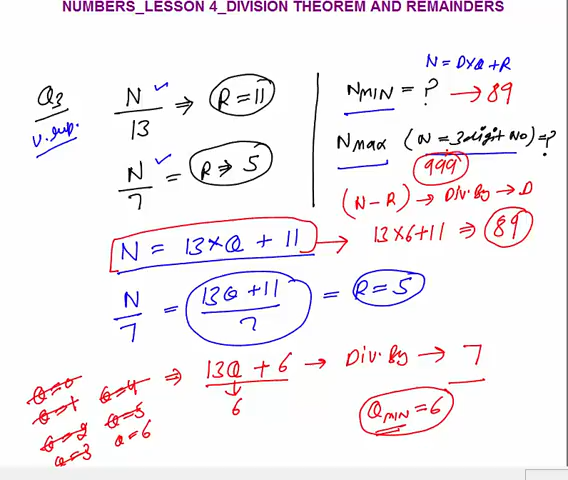 NUMBERS_LESSON 4_DIVISION THEOREM AND REMAINDERS
N = D×Q + R
Q3
V. Imp.
N/13 ⇒ R = 11
N/7 = R ⇒ 5
NMIN = ? → 89
NMAX (N = 3 digit No) = ?
999
(N − R) → Div. By → D
N = 13×Q + 11 → 13×6+11 ⇒ 89
N/7 = 13Q + 11/7 = R = 5
⇒ 13Q + 6 → Div. By → 7
6
QMIN = 6
Q=0
Q=1
Q=2
Q=3
Q=4
Q=5
Q=6